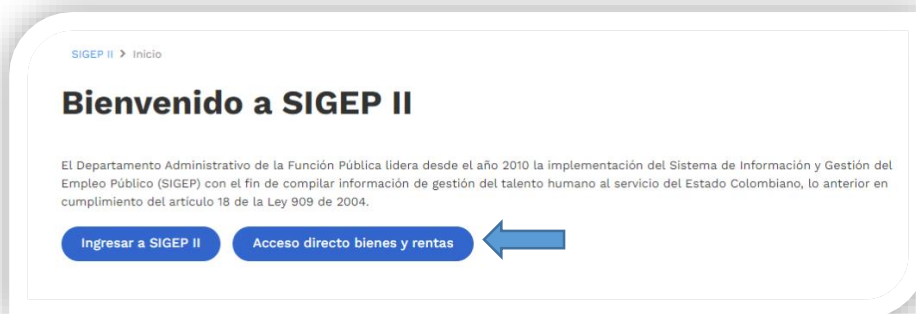 SIGEP II > Inicio
Bienvenido a SIGEP II
El Departamento Administrativo de la Función Pública lidera desde el año 2010 la implementación del Sistema de Información y Gestión del
Empleo Público (SIGEP) con el fin de compilar información de gestión del talento humano al servicio del Estado Colombiano, lo anterior en
cumplimiento del artículo 18 de la Ley 909 de 2004.
Ingresar a SIGEP II Acceso directo bienes y rentas